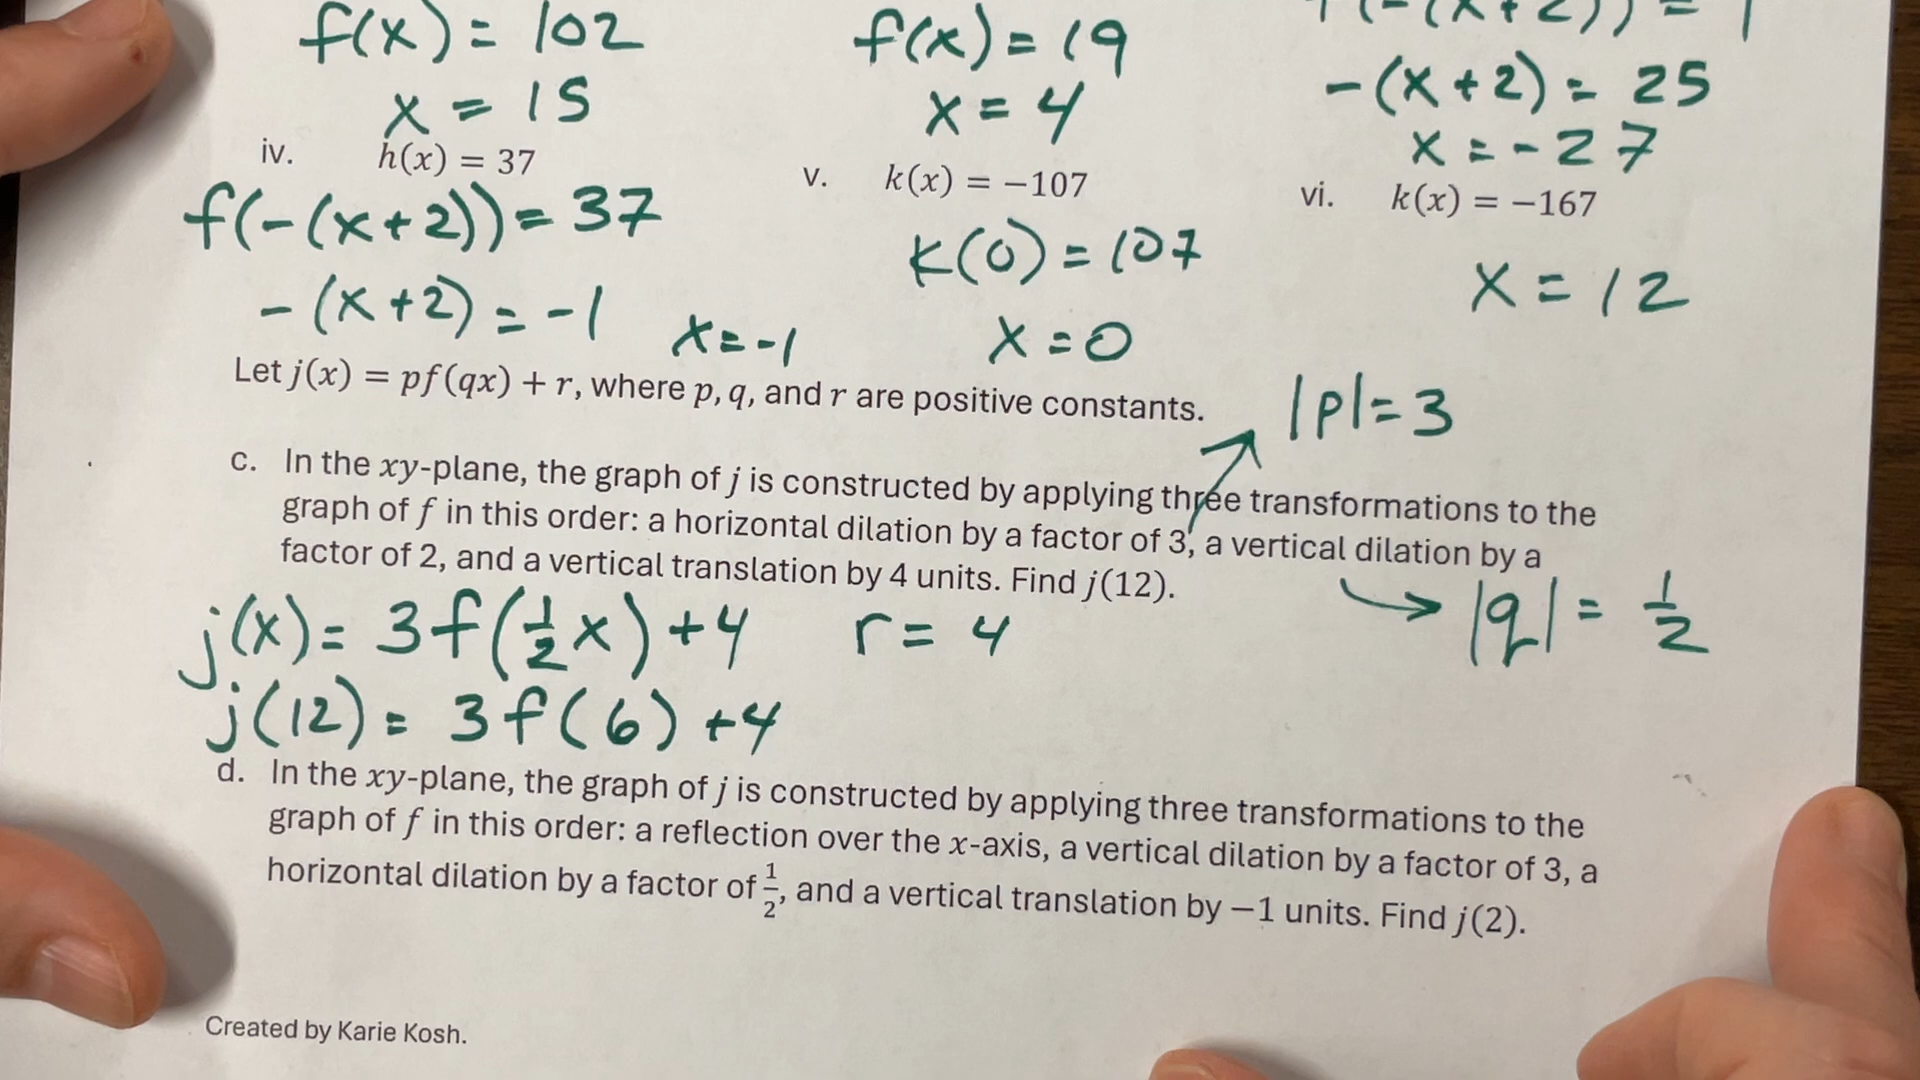 f(x) = 102
f(x) = 19
f(-(x+2)) = 1
x = 15
x = 4
-(x+2) = 25
x = -27
iv. h(x) = 37
v. k(x) = −107
vi. k(x) = −167
f(-(x+2)) = 37
k(0) = 107
x = 12
-(x+2) = -1
x = -1
x = 0
Let j(x) = pf(qx) + r, where p, q, and r are positive constants.
|p| = 3
c. In the xy-plane, the graph of j is constructed by applying three transformations to the
graph of f in this order: a horizontal dilation by a factor of 3, a vertical dilation by a
factor of 2, and a vertical translation by 4 units. Find j(12).
|q| = 1/2
j(x) = 3f(1/2 x) + 4
r = 4
j(12) = 3f(6) + 4
d. In the xy-plane, the graph of j is constructed by applying three transformations to the
graph of f in this order: a reflection over the x-axis, a vertical dilation by a factor of 3, a
horizontal dilation by a factor of 1/2, and a vertical translation by −1 units. Find j(2).
Created by Karie Kosh.